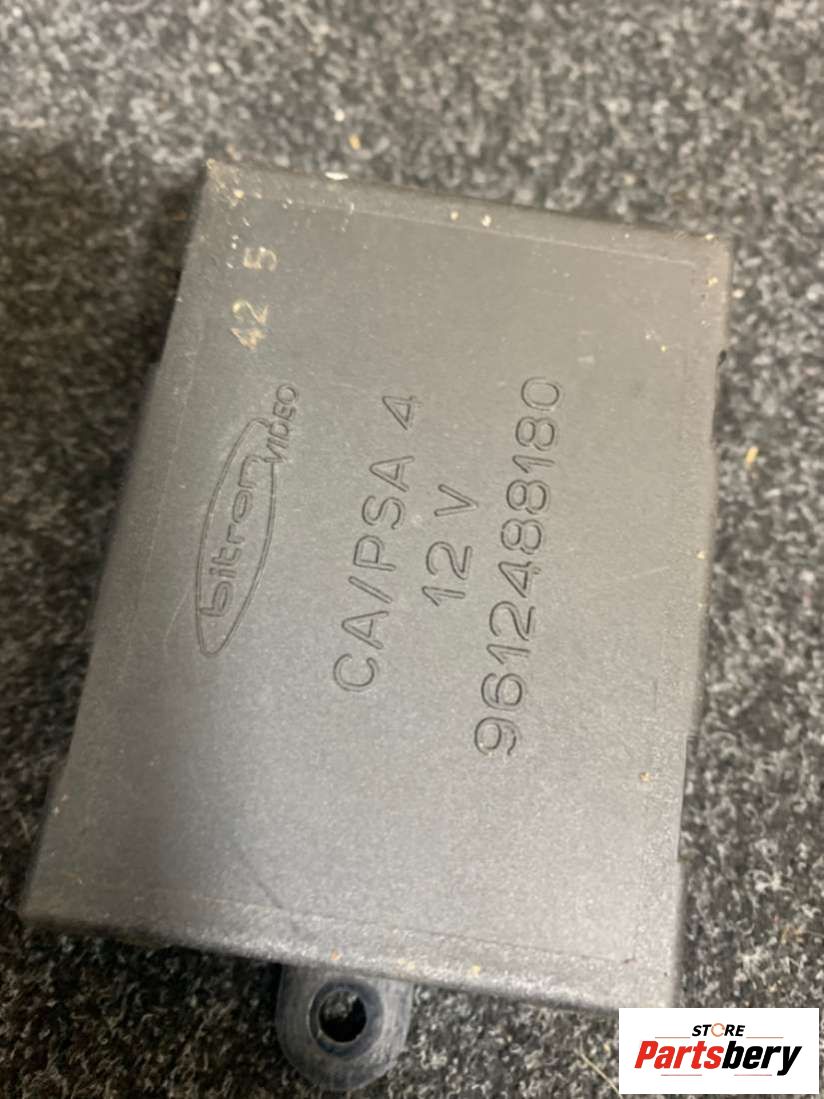 42 5
bitron
VIDEO
CA/PSA 4
12 V
9612488180
STORE
Partsbery